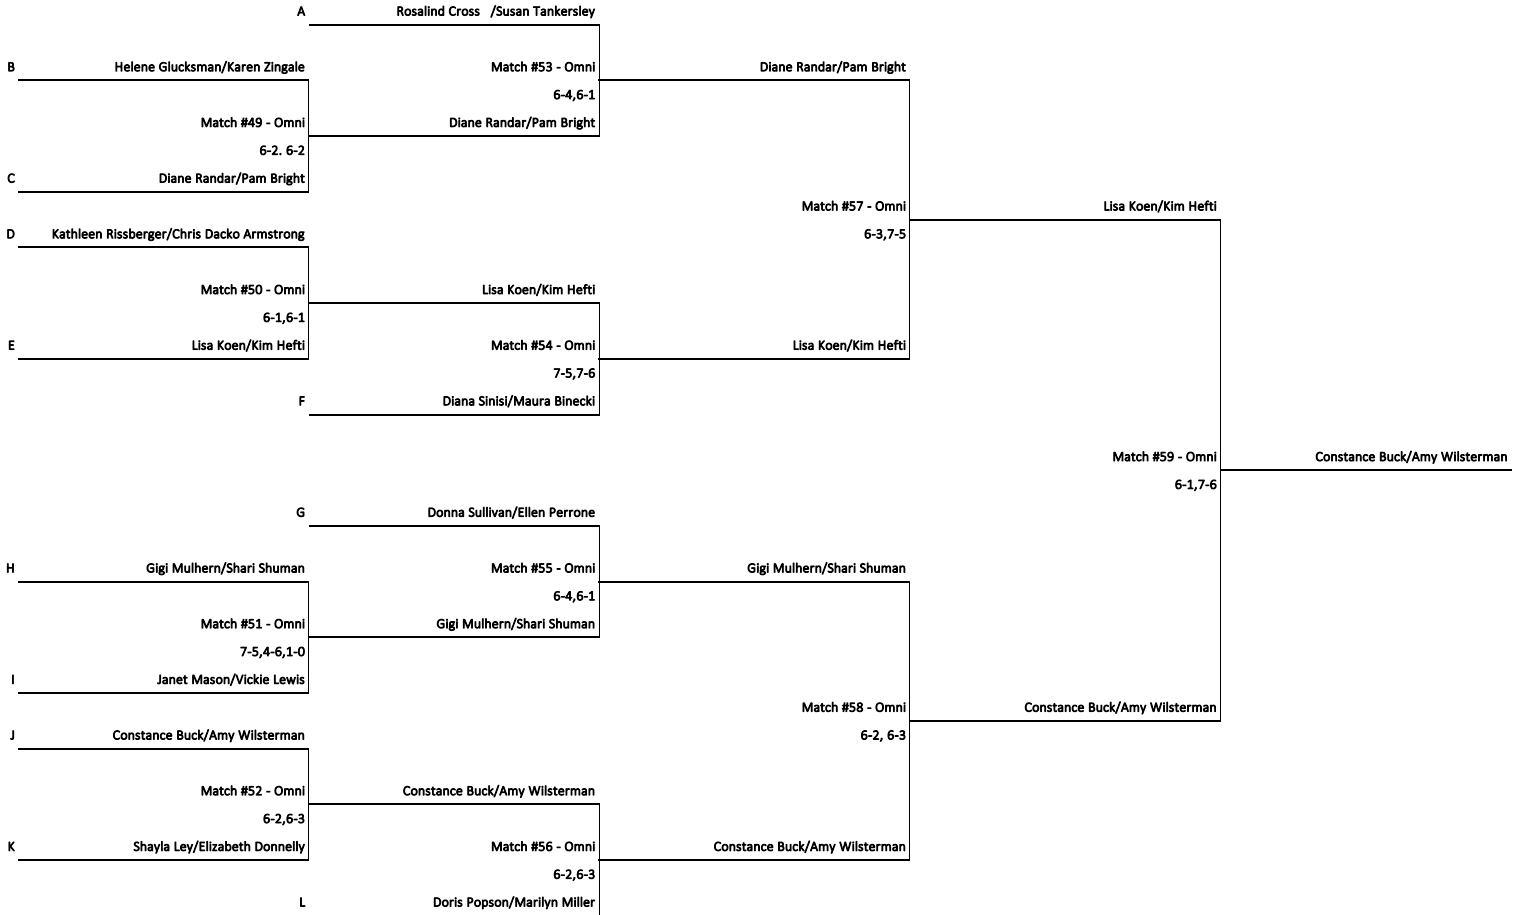 A Rosalind Cross /Susan Tankersley
B Helene Glucksman/Karen Zingale Match #53 - Omni Diane Randar/Pam Bright
6-4,6-1
Match #49 - Omni Diane Randar/Pam Bright
6-2. 6-2
C Diane Randar/Pam Bright
Match #57 - Omni Lisa Koen/Kim Hefti
D Kathleen Rissberger/Chris Dacko Armstrong 6-3,7-5
Match #50 - Omni Lisa Koen/Kim Hefti
6-1,6-1
E Lisa Koen/Kim Hefti Match #54 - Omni Lisa Koen/Kim Hefti
7-5,7-6
F Diana Sinisi/Maura Binecki
Match #59 - Omni Constance Buck/Amy Wilsterman
6-1,7-6
G Donna Sullivan/Ellen Perrone
H Gigi Mulhern/Shari Shuman Match #55 - Omni Gigi Mulhern/Shari Shuman
6-4,6-1
Match #51 - Omni Gigi Mulhern/Shari Shuman
7-5,4-6,1-0
I Janet Mason/Vickie Lewis
Match #58 - Omni Constance Buck/Amy Wilsterman
J Constance Buck/Amy Wilsterman 6-2, 6-3
Match #52 - Omni Constance Buck/Amy Wilsterman
6-2,6-3
K Shayla Ley/Elizabeth Donnelly Match #56 - Omni Constance Buck/Amy Wilsterman
6-2,6-3
L Doris Popson/Marilyn Miller